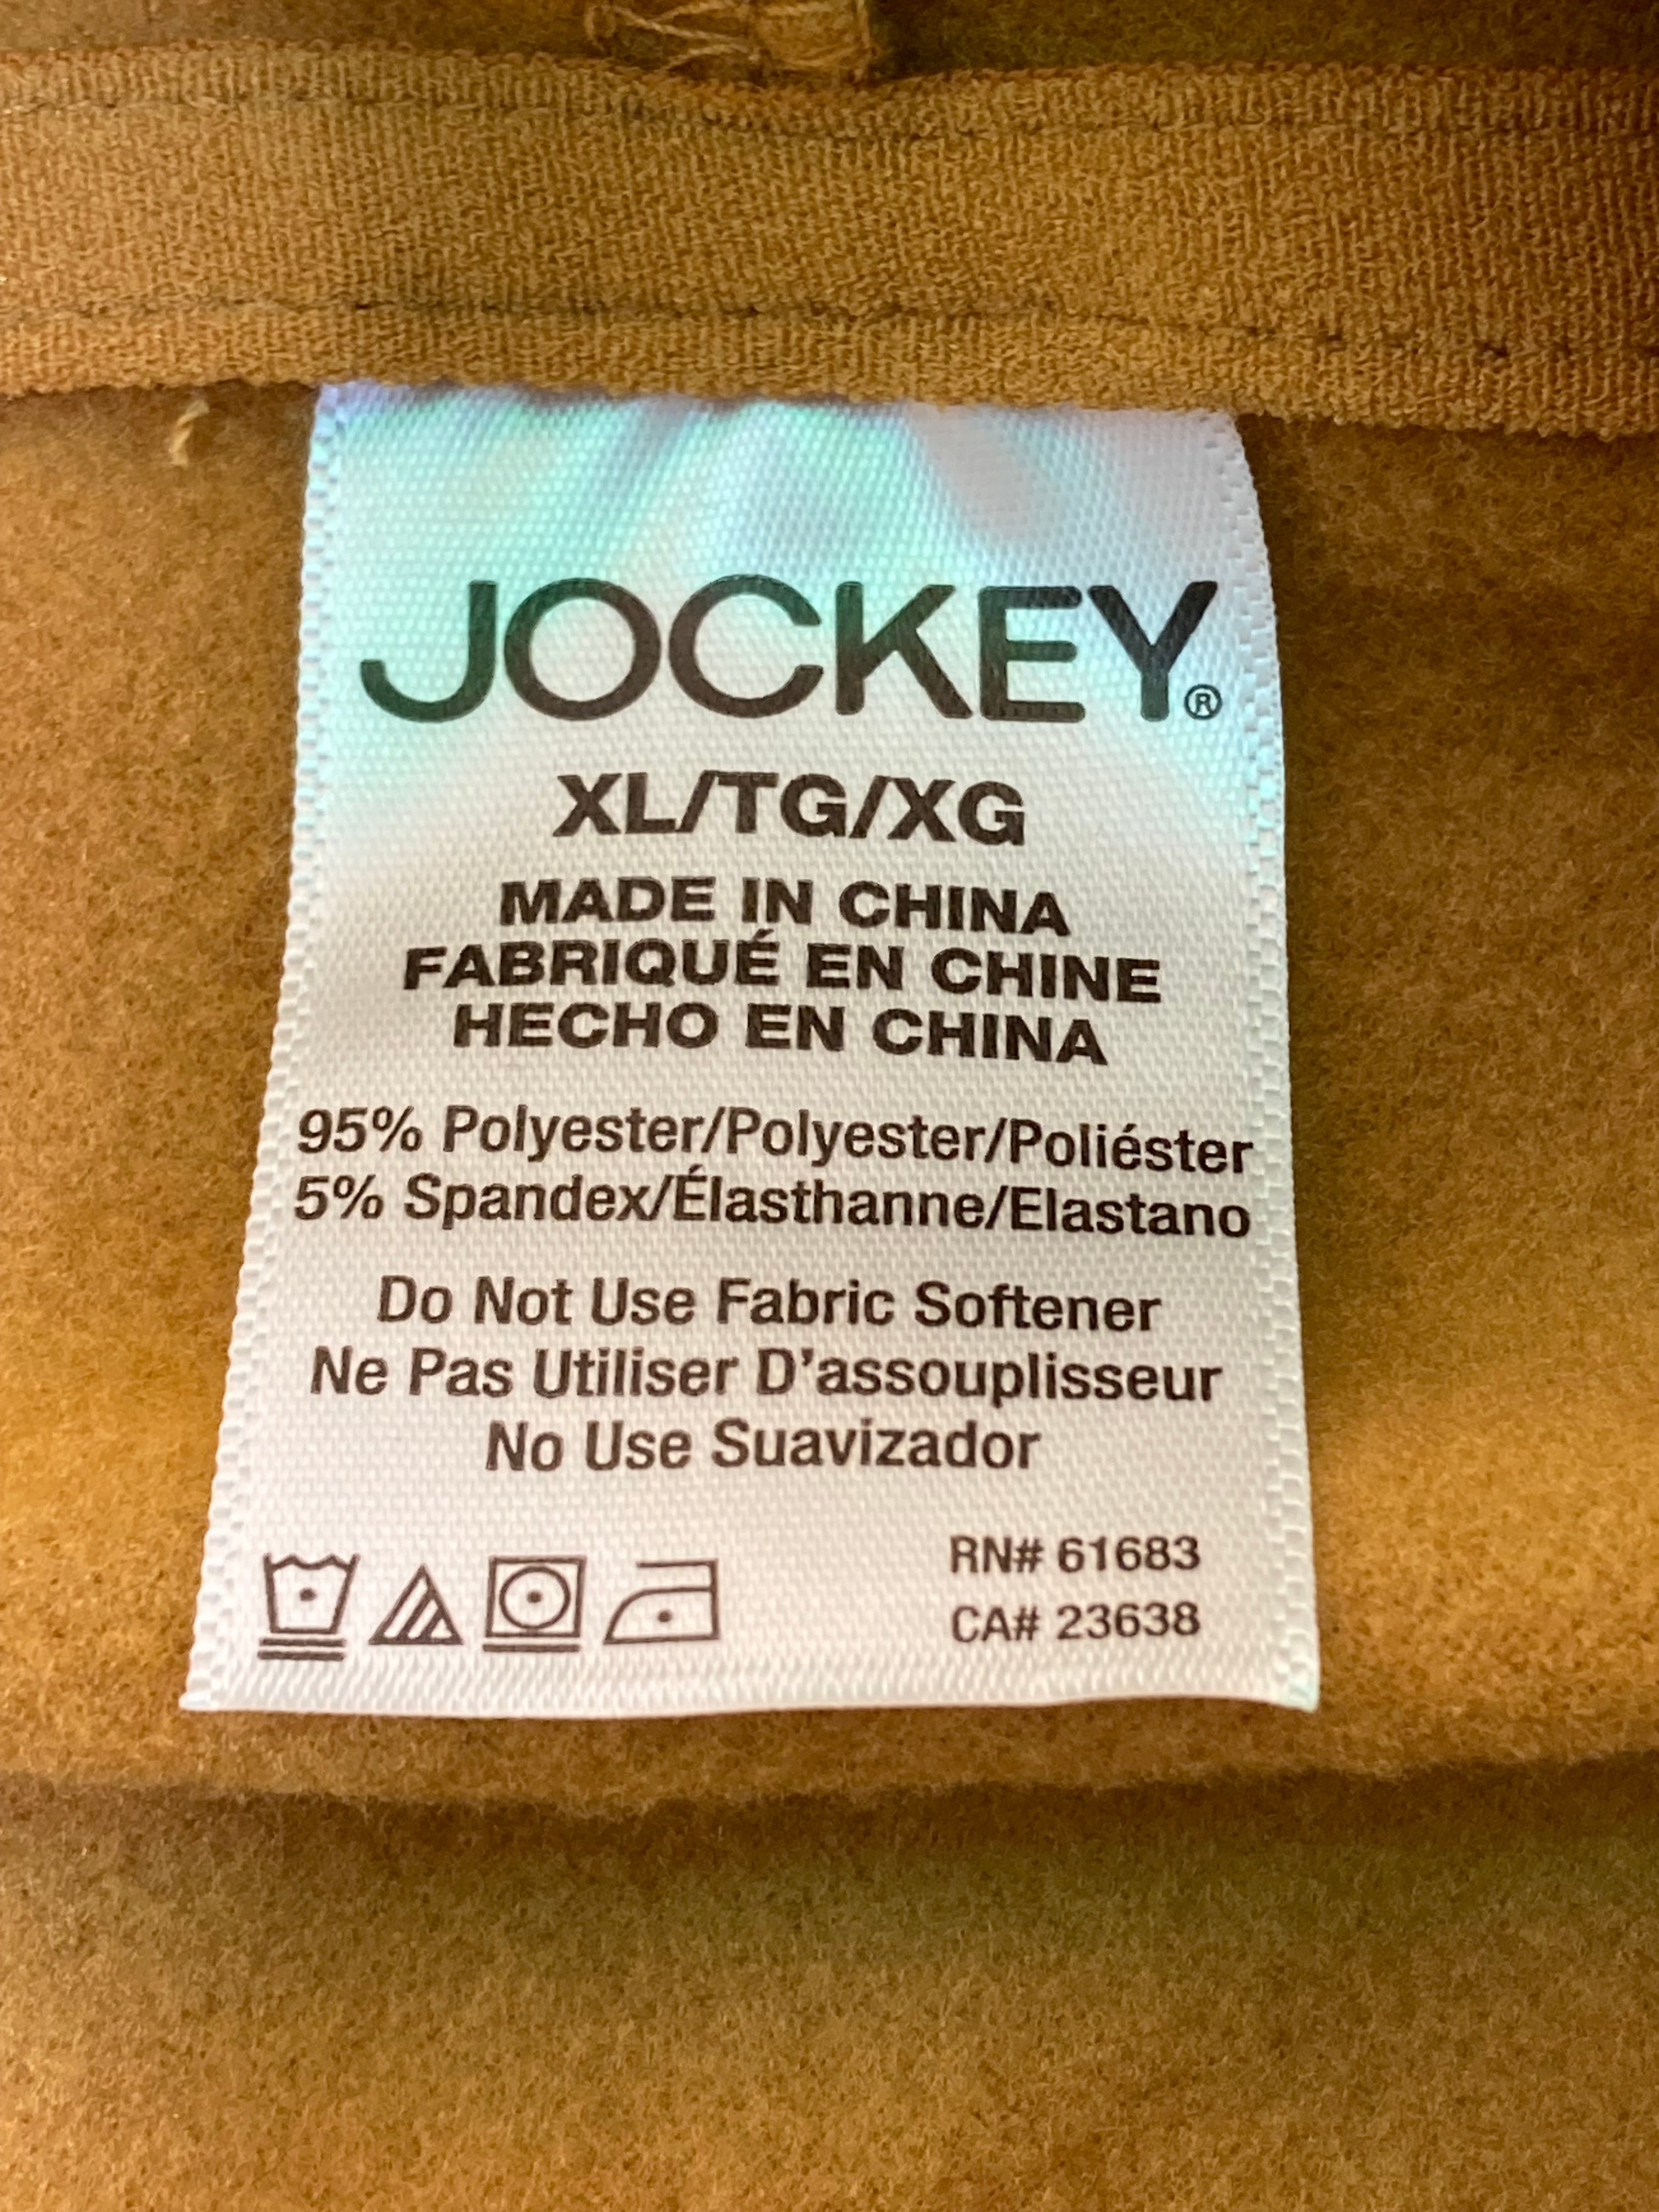 JOCKEY®
XL/TG/XG
MADE IN CHINA
FABRIQUÉ EN CHINE
HECHO EN CHINA
95% Polyester/Polyester/Poliéster
5% Spandex/Élasthanne/Elastano
Do Not Use Fabric Softener
Ne Pas Utiliser D'assouplisseur
No Use Suavizador
RN# 61683
CA# 23638